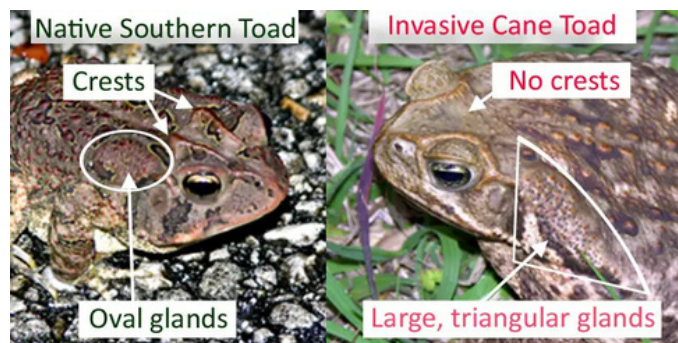 Native Southern Toad
Invasive Cane Toad
Crests
No crests
Oval glands
Large, triangular glands